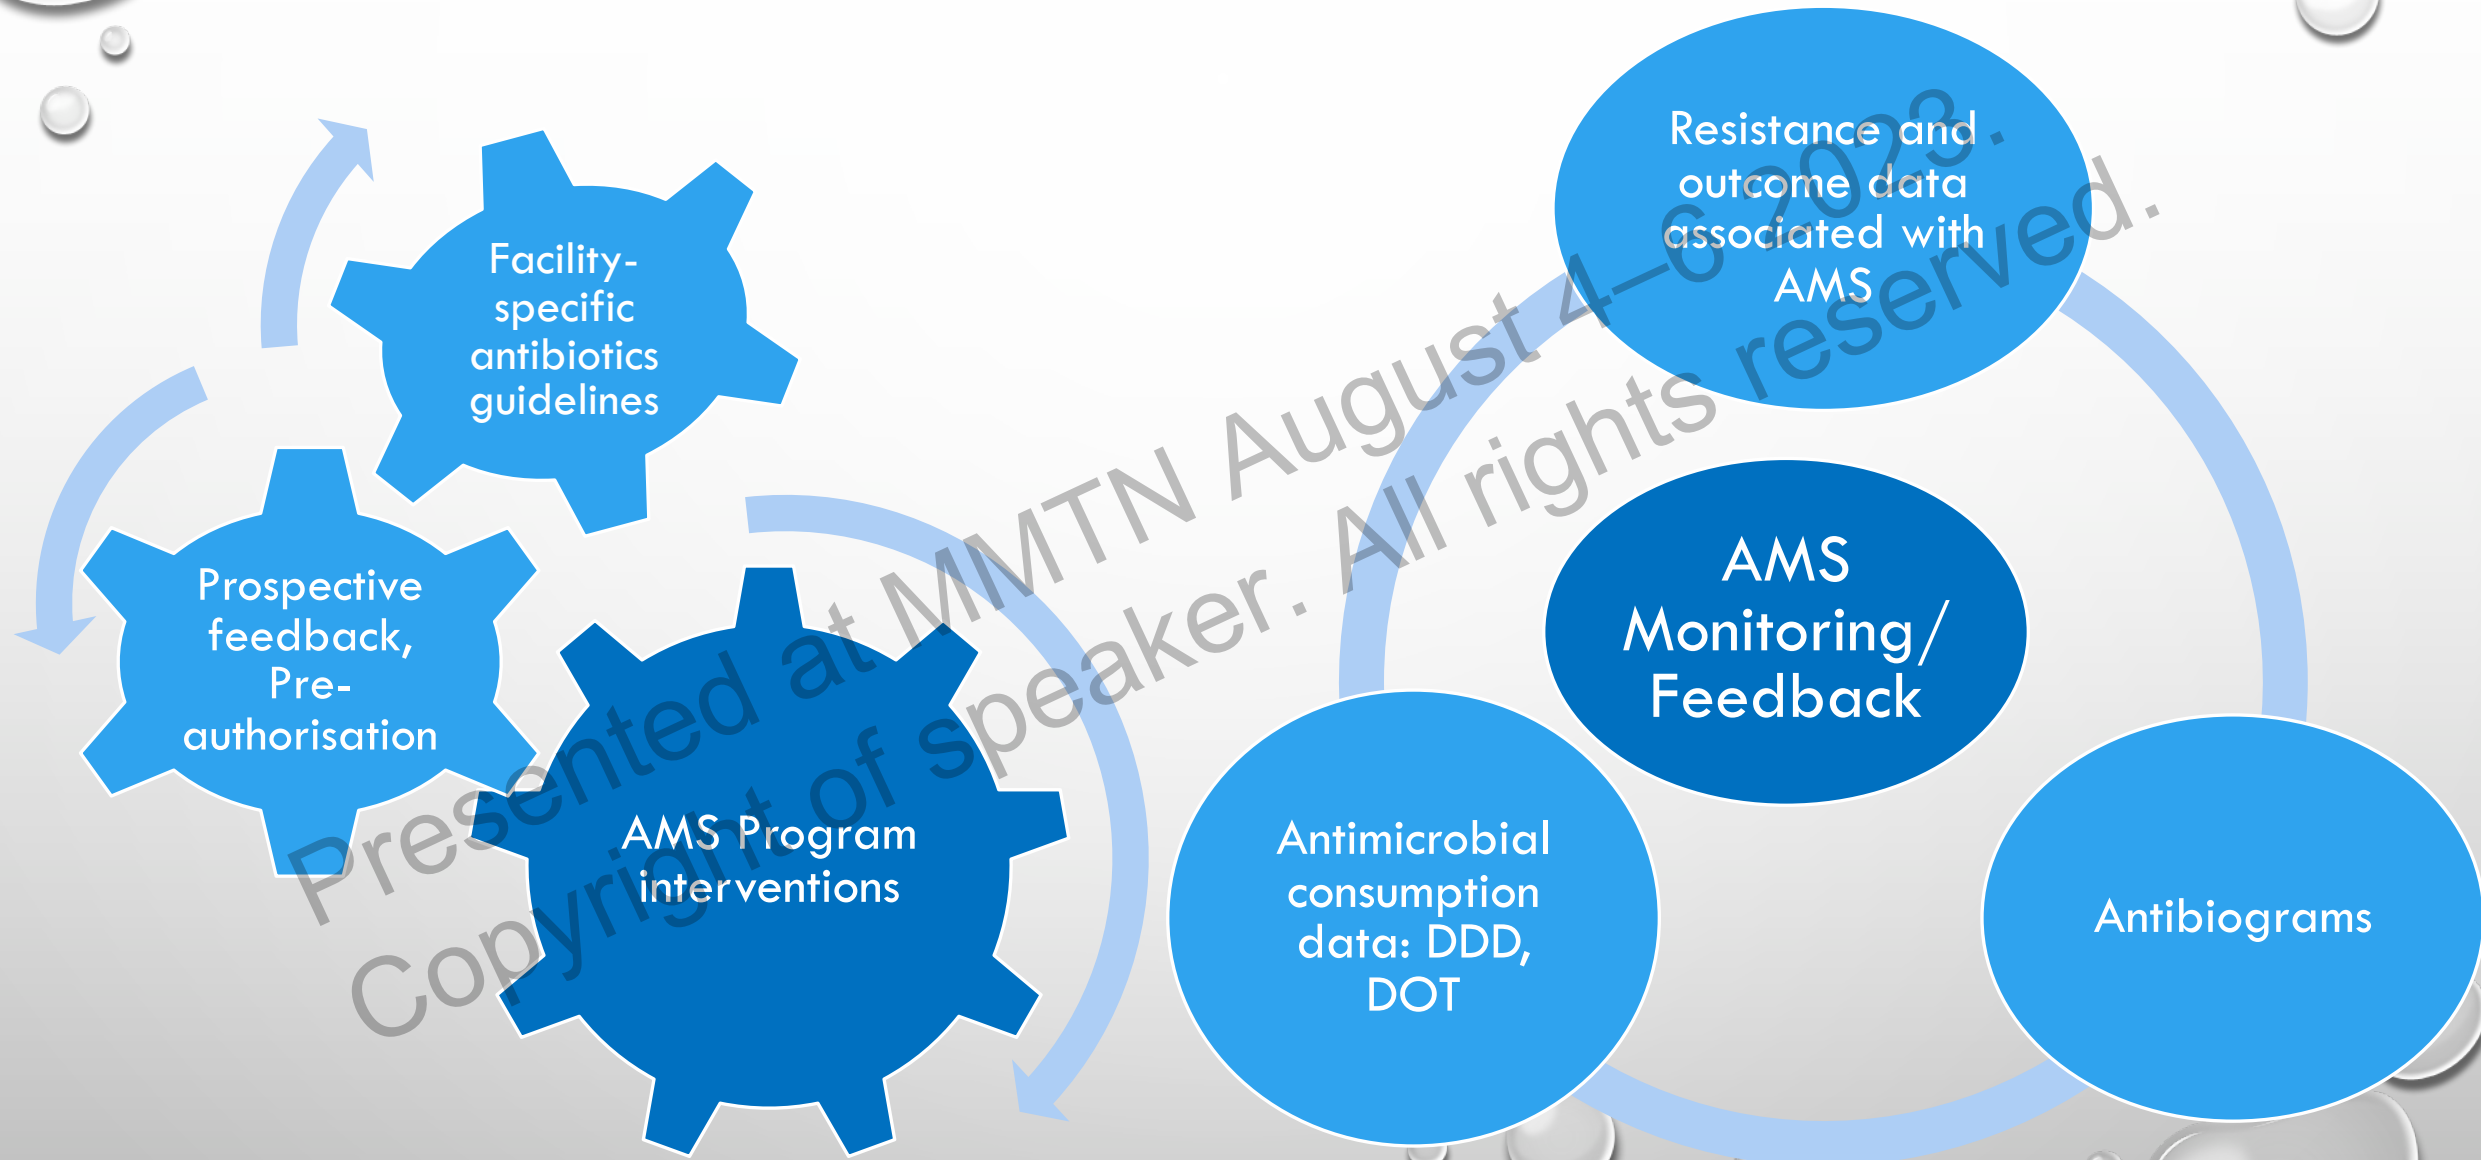 Facility-
specific
antibiotics
guidelines
Prospective
feedback,
Pre-
authorisation
AMS Program
interventions
Resistance and
outcome data
associated with
AMS
AMS
Monitoring/
Feedback
Antimicrobial
consumption
data: DDD,
DOT
Antibiograms
Presented at MMTN August 4–6 2023.
Copyright of speaker. All rights reserved.